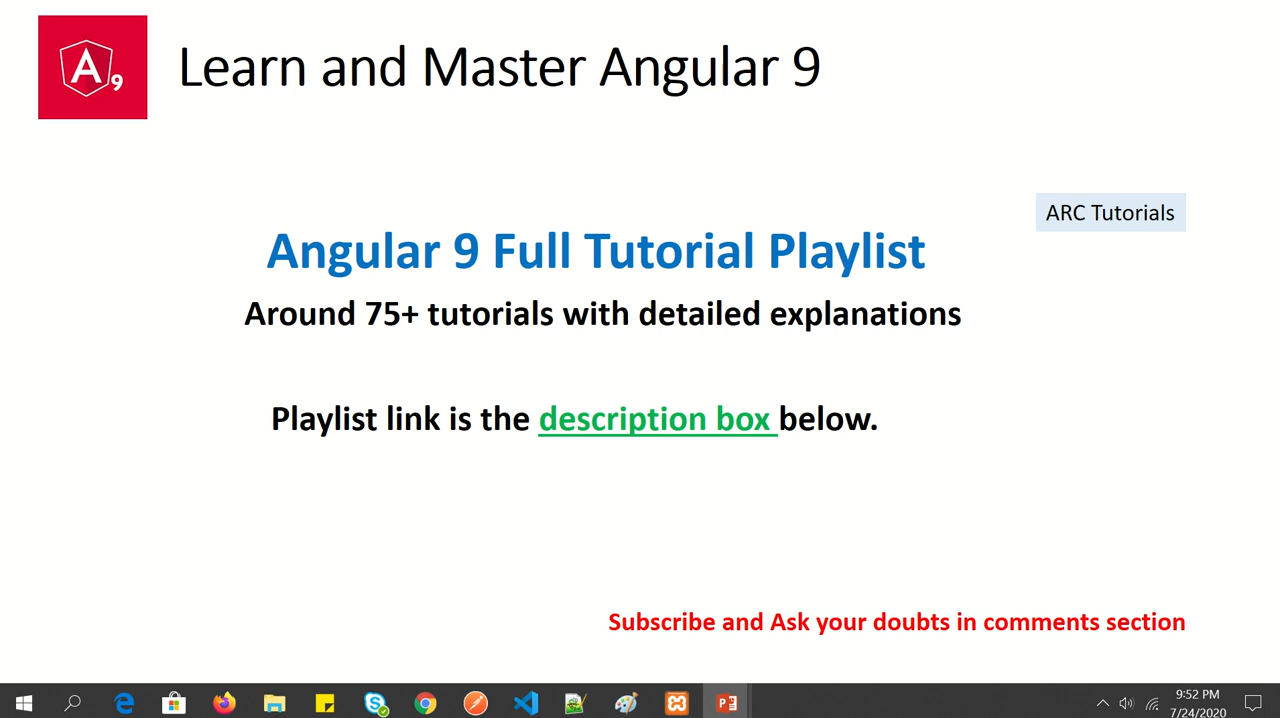 A9
Learn and Master Angular 9
ARC Tutorials
Angular 9 Full Tutorial Playlist
Around 75+ tutorials with detailed explanations
Playlist link is the description box below.
Subscribe and Ask your doubts in comments section
9:52 PM
7/24/2020